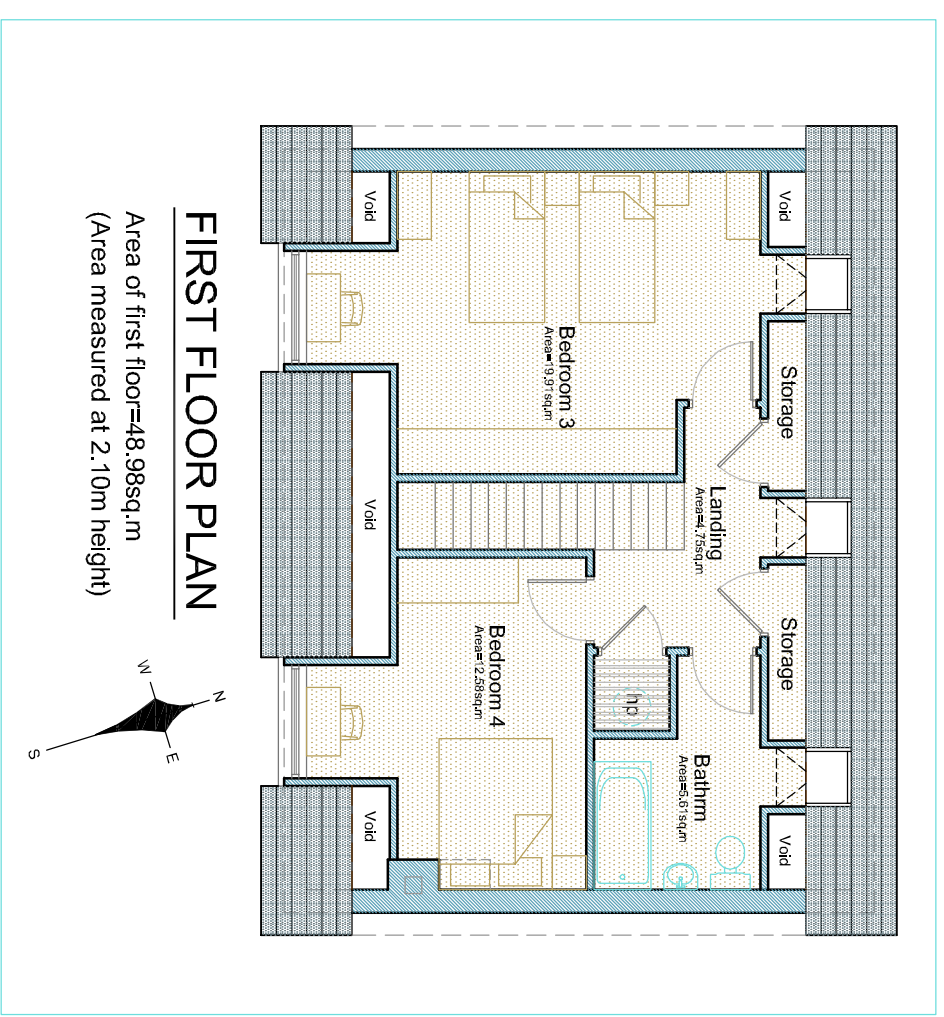 Void
Void
Bedroom 3
Area=19.91sq.m
Storage
Landing
Area=4.75sq.m
Void
Storage
Bedroom 4
Area=12.58sq.m
hp
Bathrm
Area=5.61sq.m
Void
Void
FIRST FLOOR PLAN
Area of first floor=48.98sq.m
(Area measured at 2.10m height)
N
W
E
S